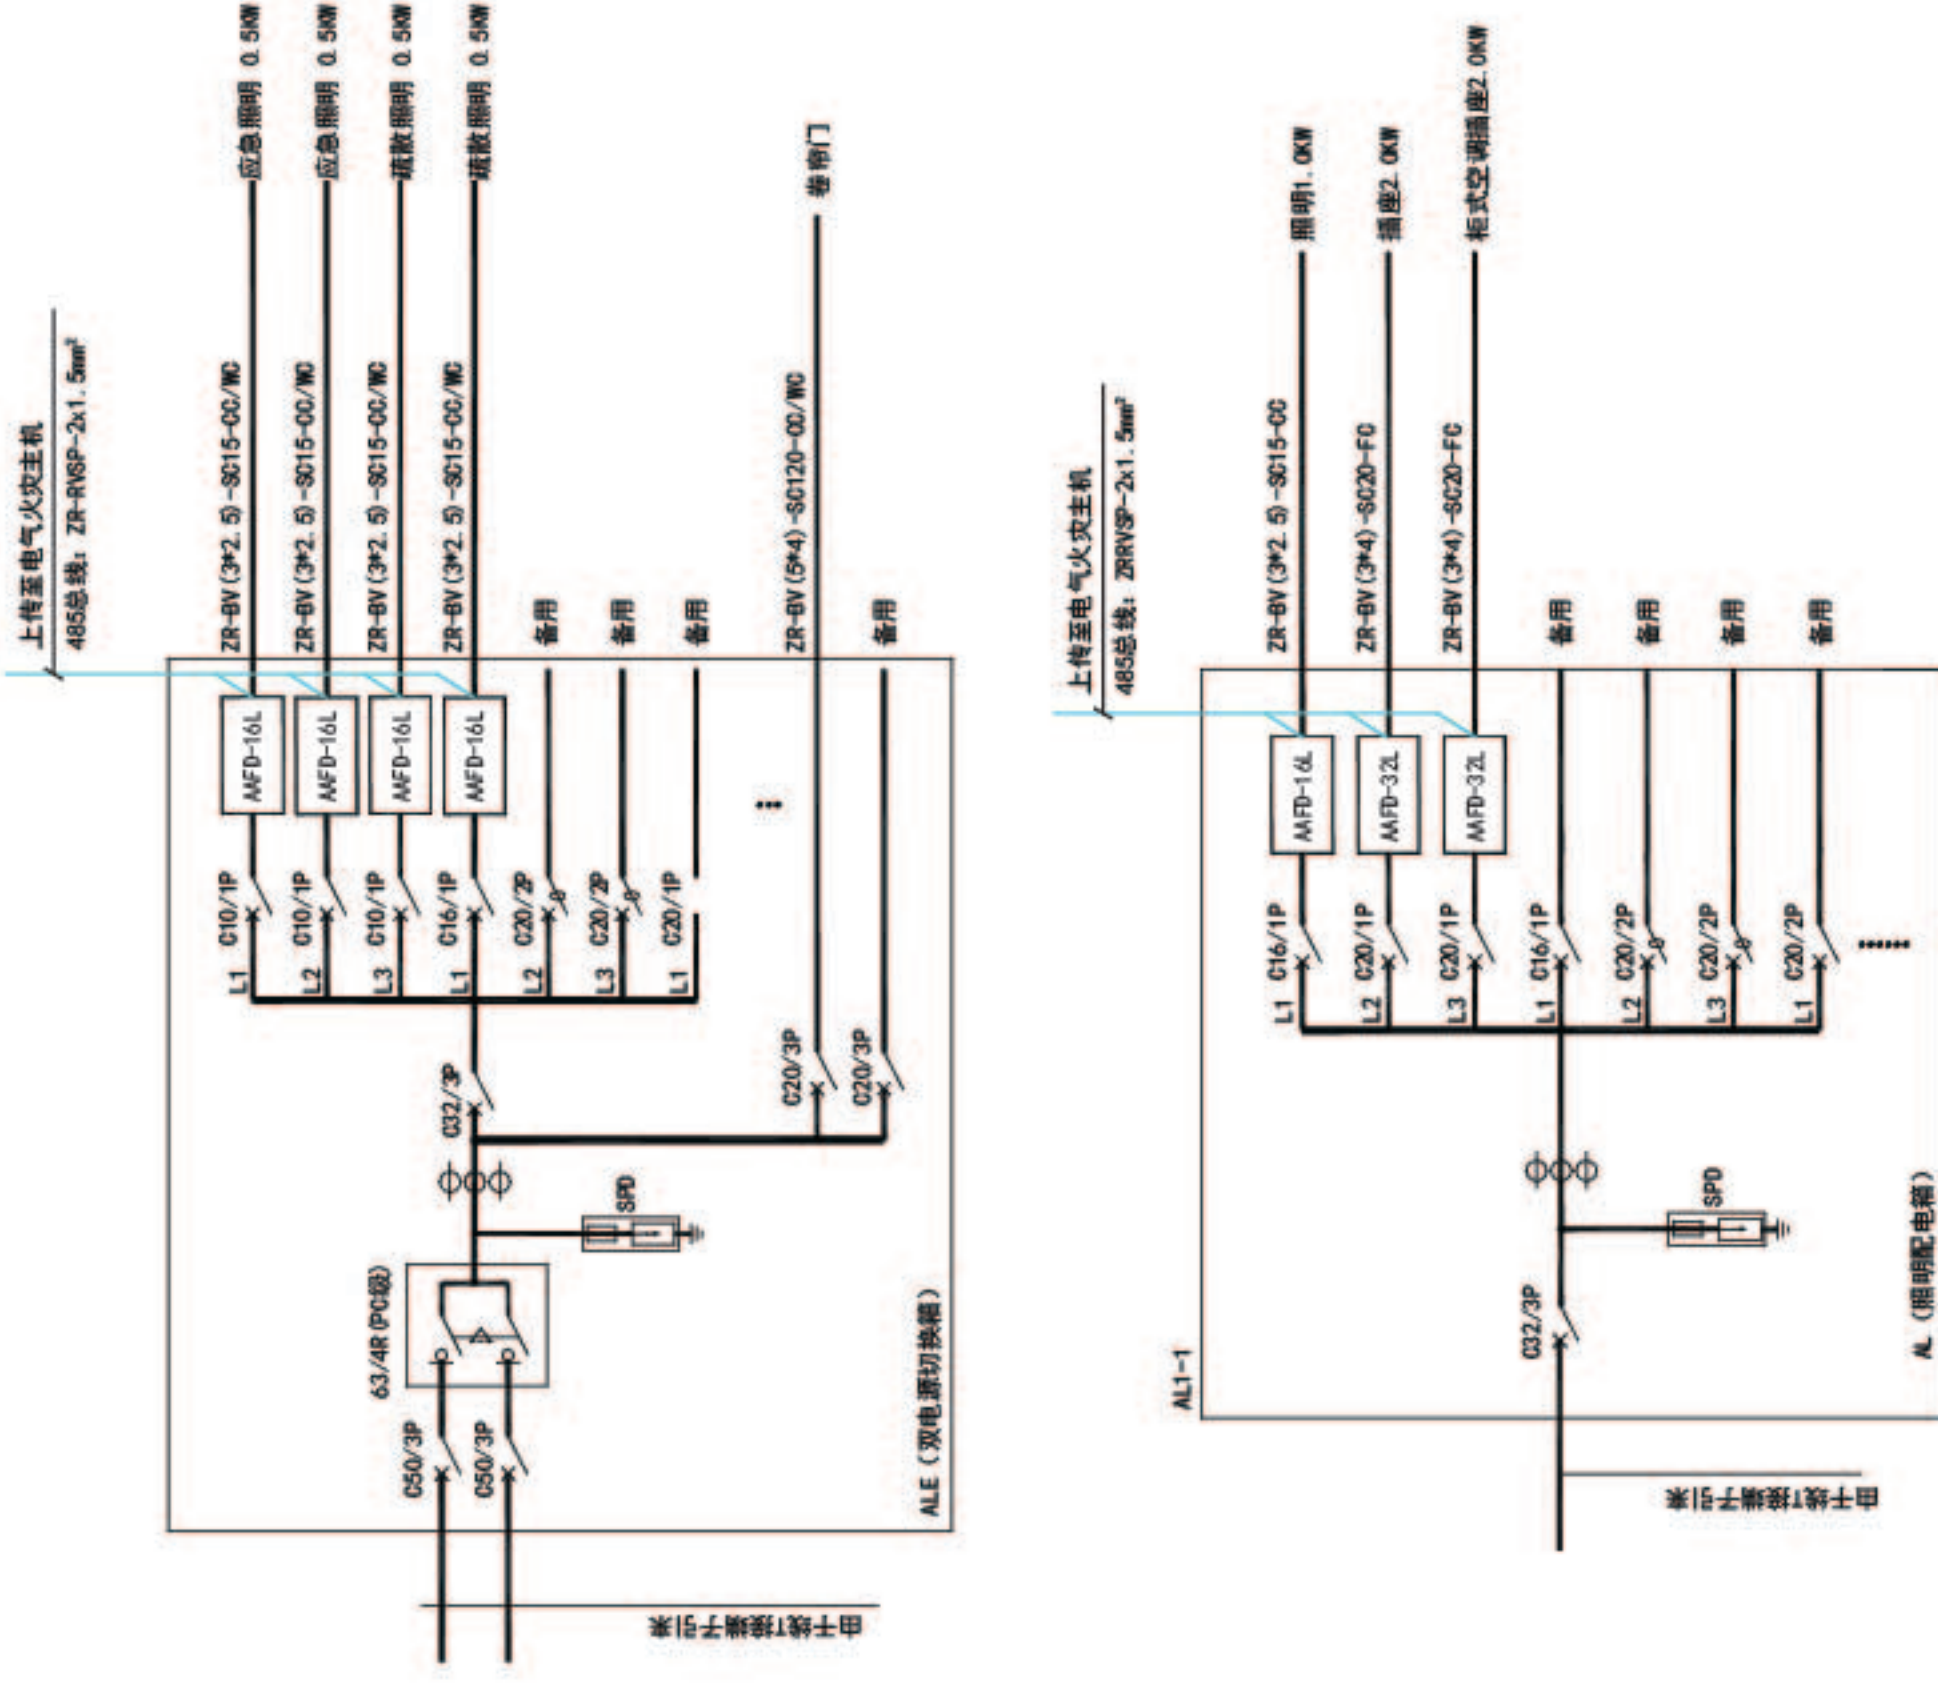 上传至电气火灾主机
485总线：ZR-RVSP-2x1.5mm²
C50/3P
C50/3P
63/4R(PC级)
SPD
C32/3P
L1 C10/1P AAFD-16L ZR-BV(3*2.5)-SC15-CC/WC 应急照明 0.5KW
L2 C10/1P AAFD-16L ZR-BV(3*2.5)-SC15-CC/WC 应急照明 0.5KW
L3 C10/1P AAFD-16L ZR-BV(3*2.5)-SC15-CC/WC 疏散照明 0.5KW
L1 C16/1P AAFD-16L ZR-BV(3*2.5)-SC15-CC/WC 疏散照明 0.5KW
L2 C20/2P 备用
L3 C20/2P 备用
L1 C20/1P 备用
C20/3P ZR-BV(5*4)-SC120-CC/WC 卷帘门
C20/3P 备用
ALE（双电源切换箱）
由干线T接端子引来
上传至电气火灾主机
485总线：ZRRVSP-2x1.5mm²
AL1-1
C32/3P
SPD
L1 C16/1P AAFD-16L ZR-BV(3*2.5)-SC15-CC 照明1.0KW
L2 C20/1P AAFD-32L ZR-BV(3*4)-SC20-FC 插座2.0KW
L3 C20/1P AAFD-32L ZR-BV(3*4)-SC20-FC 柜式空调插座2.0KW
L1 C16/1P 备用
L2 C20/2P 备用
L3 C20/2P 备用
L1 C20/2P 备用
AL（照明配电箱）
由干线T接端子引来